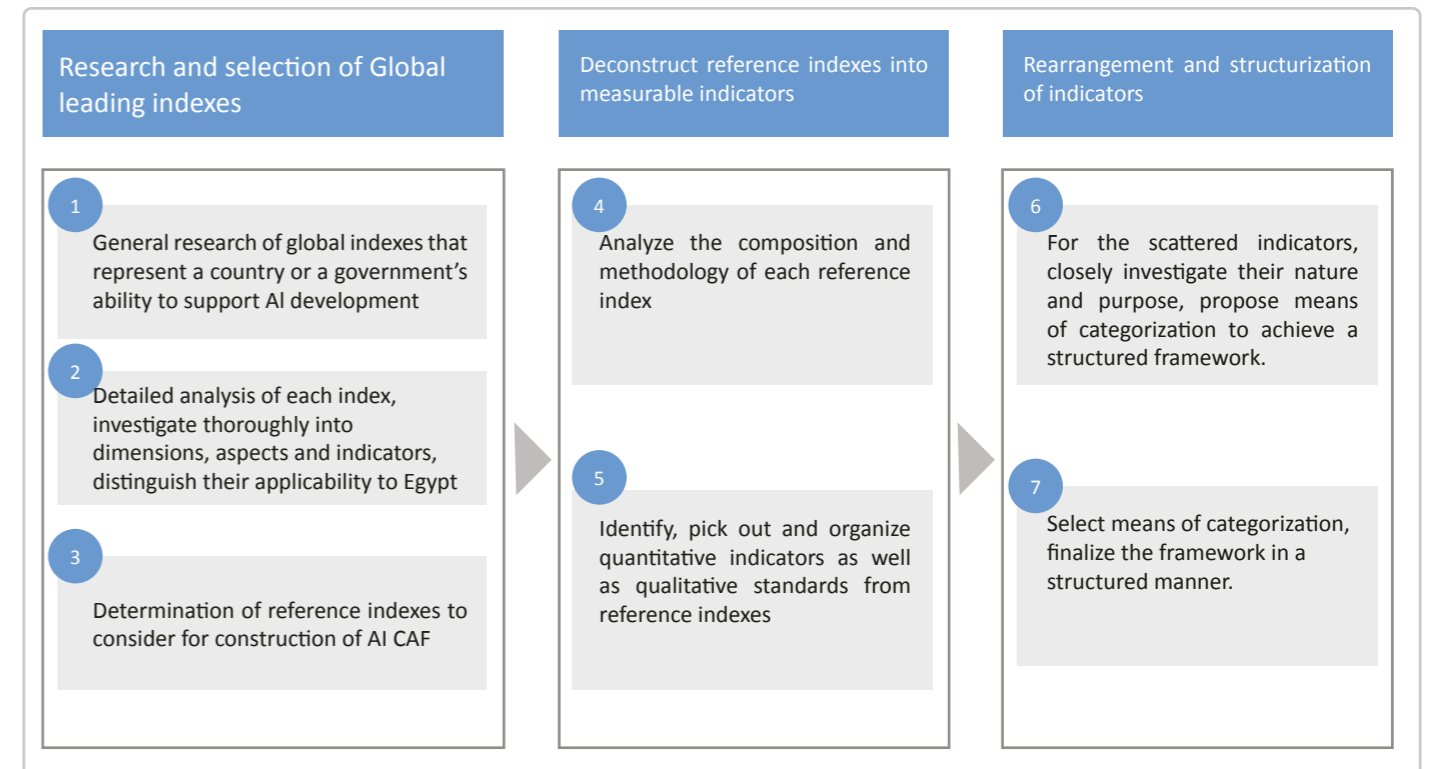 Research and selection of Global
leading indexes
1
General research of global indexes that
represent a country or a government’s
ability to support AI development
2
Detailed analysis of each index,
investigate thoroughly into
dimensions, aspects and indicators,
distinguish their applicability to Egypt
3
Determination of reference indexes to
consider for construction of AI CAF
Deconstruct reference indexes into
measurable indicators
4
Analyze the composition and
methodology of each reference
index
5
Identify, pick out and organize
quantitative indicators as well
as qualitative standards from
reference indexes
Rearrangement and structurization
of indicators
6
For the scattered indicators,
closely investigate their nature
and purpose, propose means
of categorization to achieve a
structured framework.
7
Select means of categorization,
finalize the framework in a
structured manner.